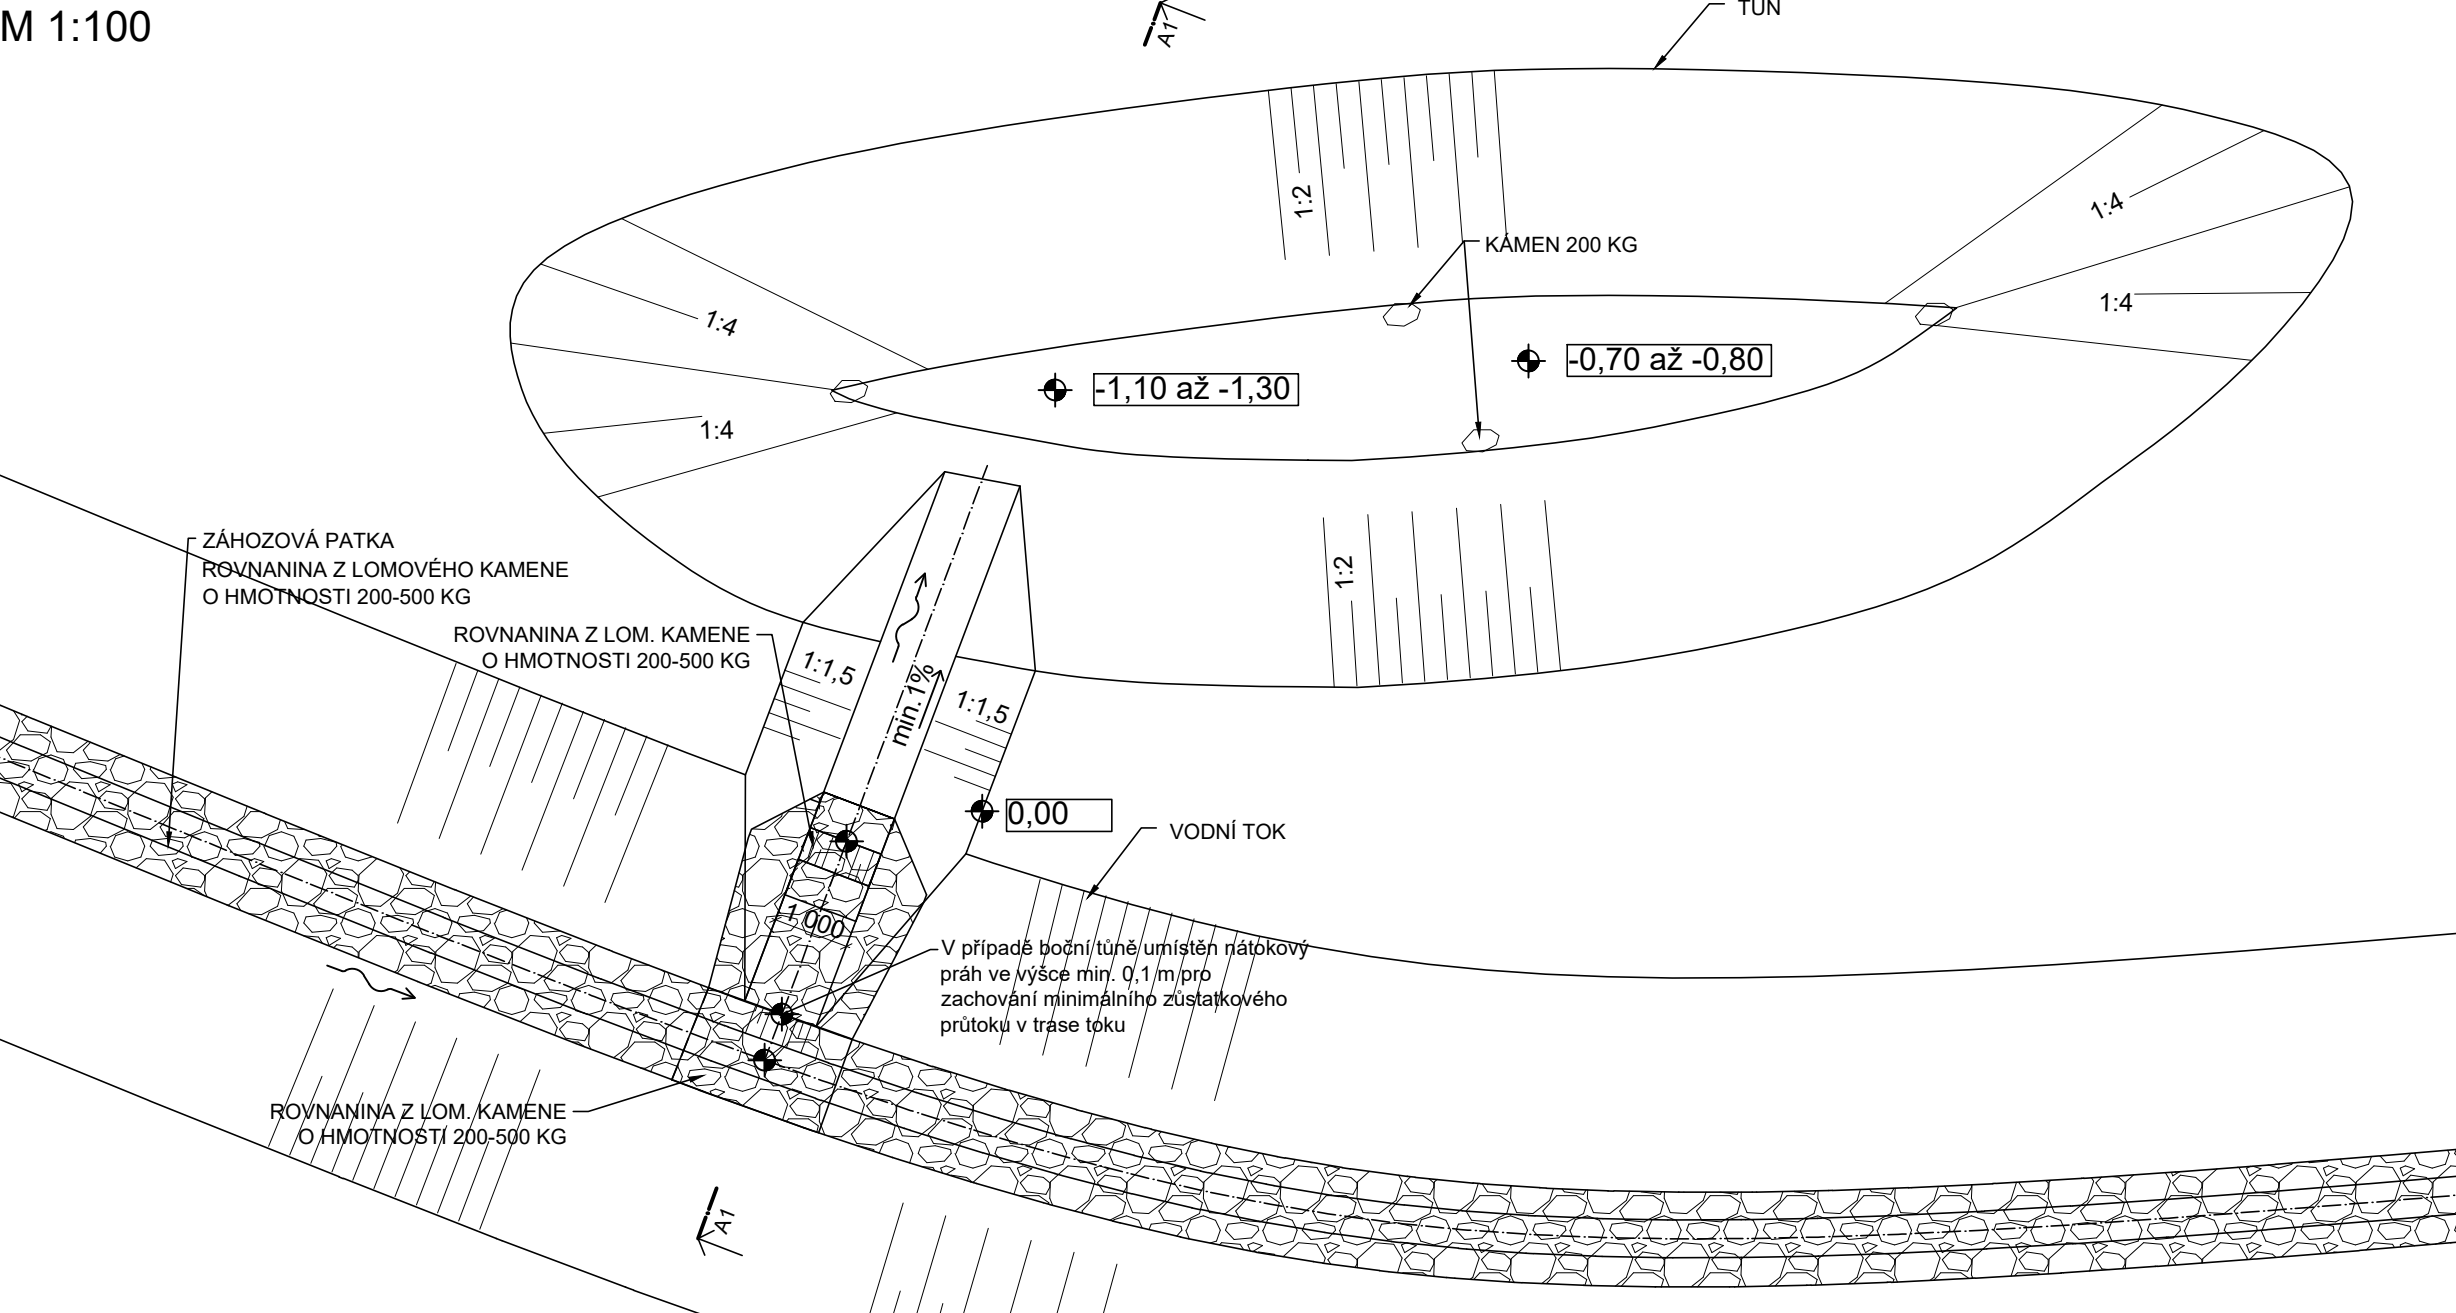 M 1:100
A1
TŮŇ
1:2
1:4
KÁMEN 200 KG
1:4
1:4
-0,70 až -0,80
-1,10 až -1,30
1:4
ZÁHOZOVÁ PATKA
ROVNANINA Z LOMOVÉHO KAMENE
O HMOTNOSTI 200-500 KG
1:2
ROVNANINA Z LOM. KAMENE
O HMOTNOSTI 200-500 KG
1:1,5
min. 1%
1:1,5
0,00
VODNÍ TOK
1 000
V případě boční tůně umístěn nátokový
práh ve výšce min. 0,1 m pro
zachování minimálního zůstatkového
průtoku v trase toku
ROVNANINA Z LOM. KAMENE
O HMOTNOSTI 200-500 KG
A1